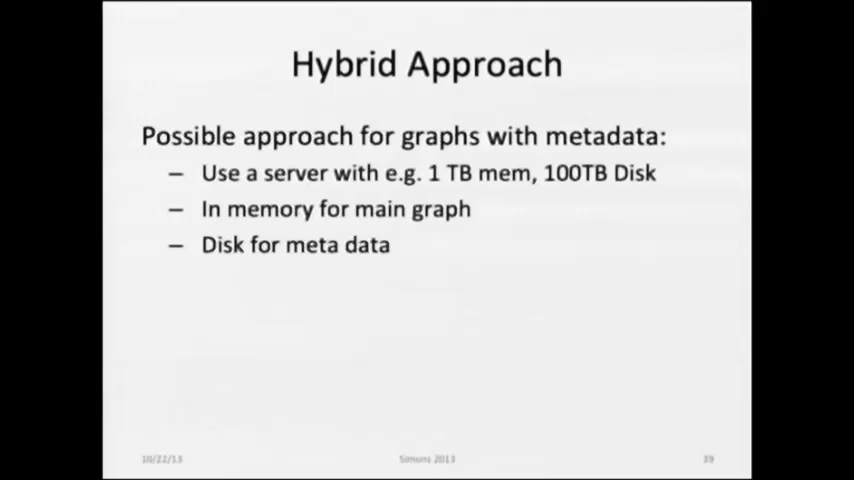 Hybrid Approach
Possible approach for graphs with metadata:
– Use a server with e.g. 1 TB mem, 100TB Disk
– In memory for main graph
– Disk for meta data
10/22/13
Simons 2013
39